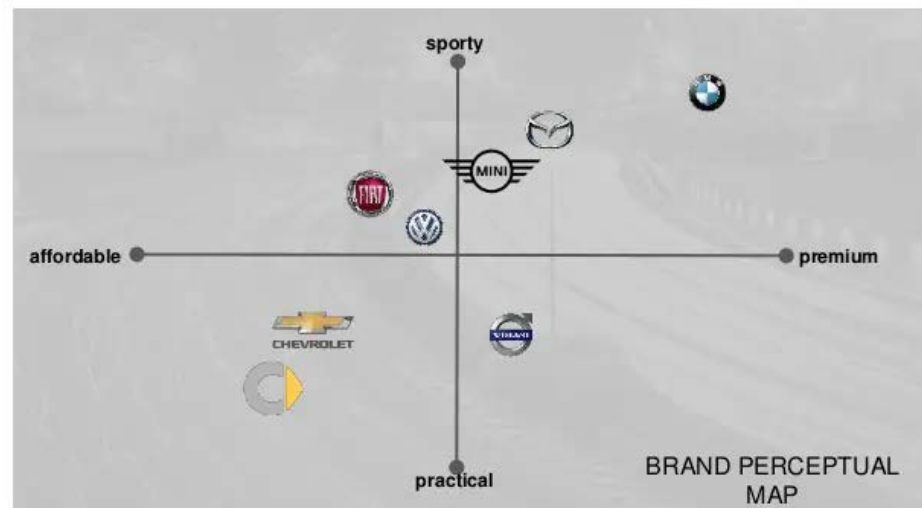 sporty
MINI
FIAT
affordable
premium
CHEVROLET
VOLVO
practical
BRAND PERCEPTUAL
MAP